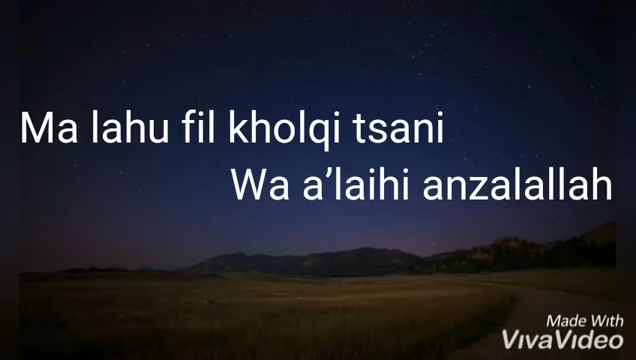 Ma lahu fil kholqi tsani
Wa a’laihi anzalallah
Made With
VivaVideo